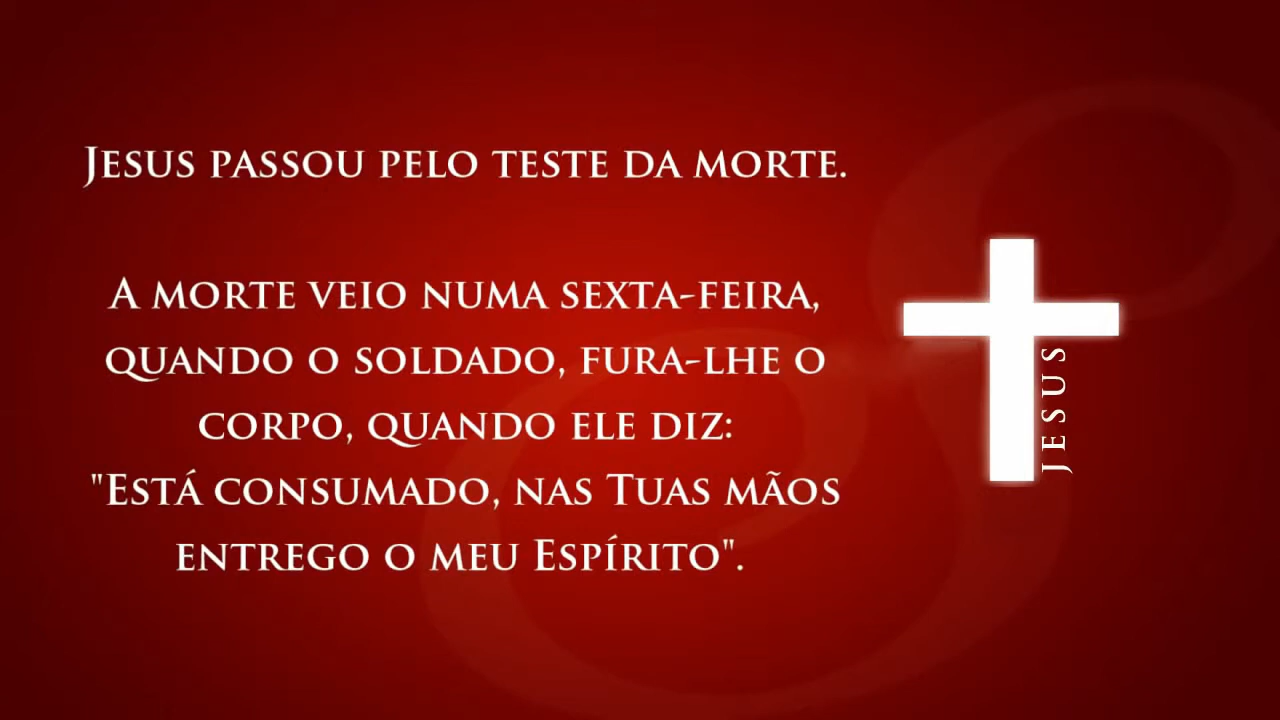 Jesus passou pelo teste da morte.
A morte veio numa sexta-feira,
quando o soldado, fura-lhe o
corpo, quando ele diz:
"Está consumado, nas Tuas mãos
entrego o meu Espírito".
JESUS